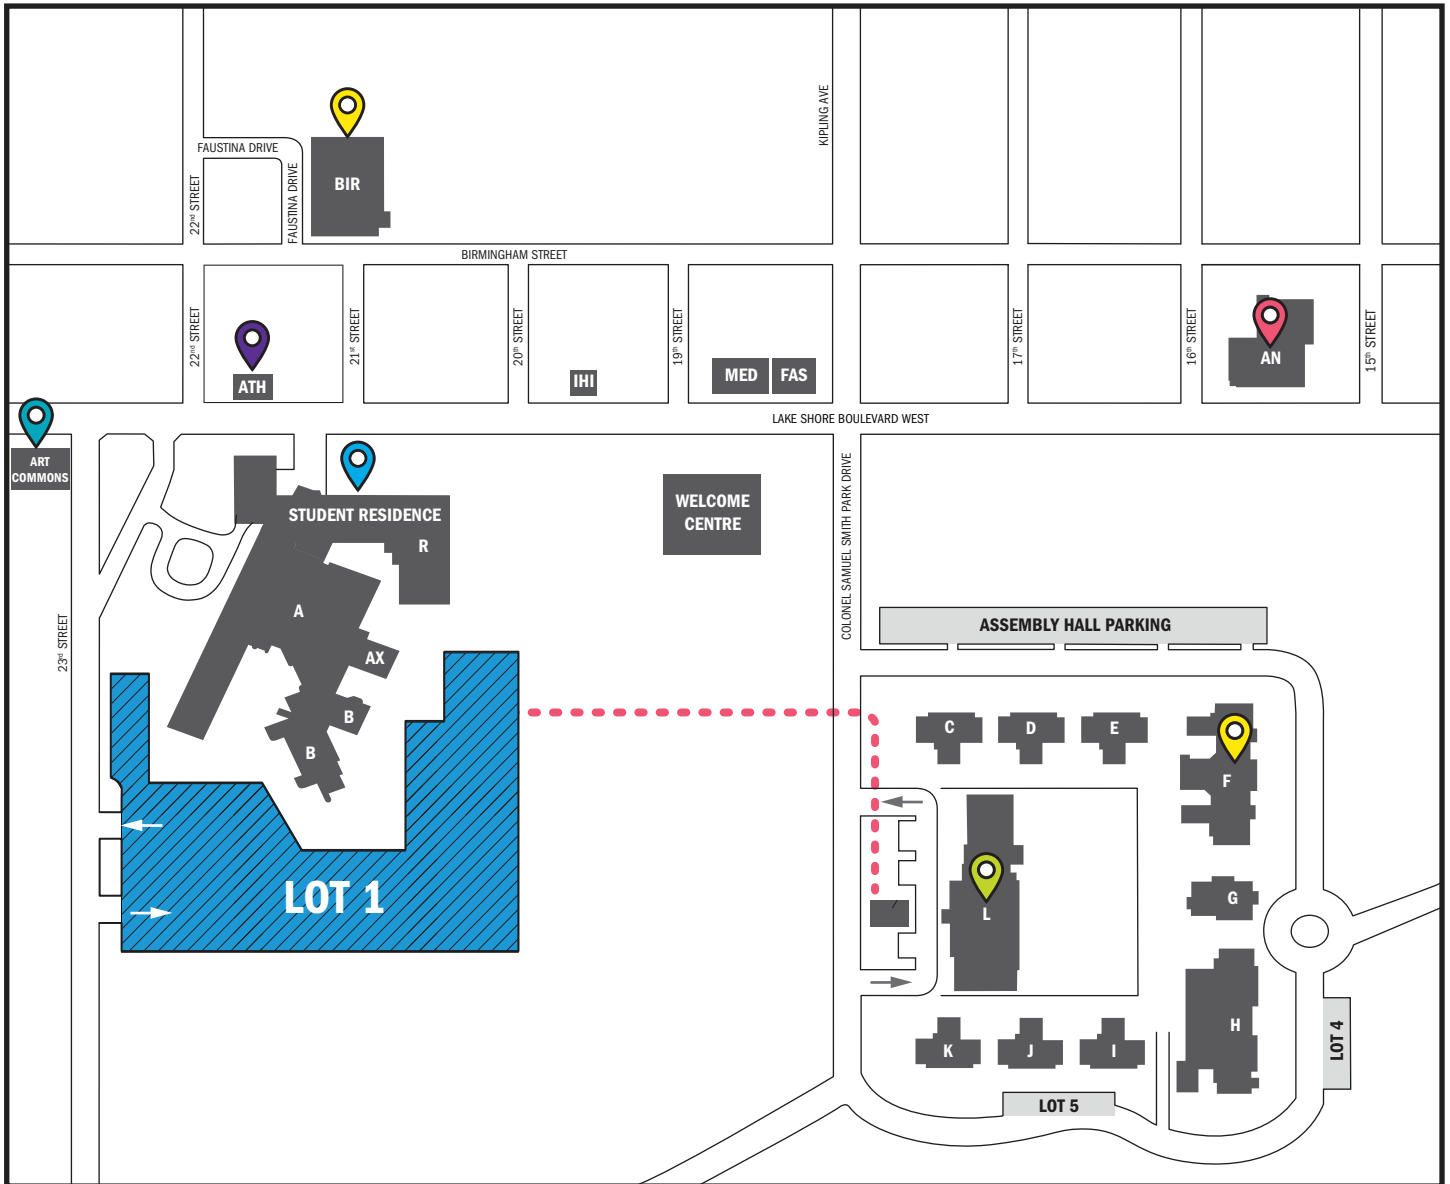 KIPLING AVE
FAUSTINA DRIVE
FAUSTINA DRIVE
22nd STREET
BIR
BIRMINGHAM STREET
22nd STREET
21st STREET
20th STREET
19th STREET
17th STREET
16th STREET
15th STREET
ATH
IHI
MED
FAS
AN
LAKE SHORE BOULEVARD WEST
ART
COMMONS
STUDENT RESIDENCE
R
WELCOME
CENTRE
COLONEL SAMUEL SMITH PARK DRIVE
A
AX
B
B
23rd STREET
ASSEMBLY HALL PARKING
C
D
E
F
LOT 1
L
G
H
K
J
I
LOT 4
LOT 5